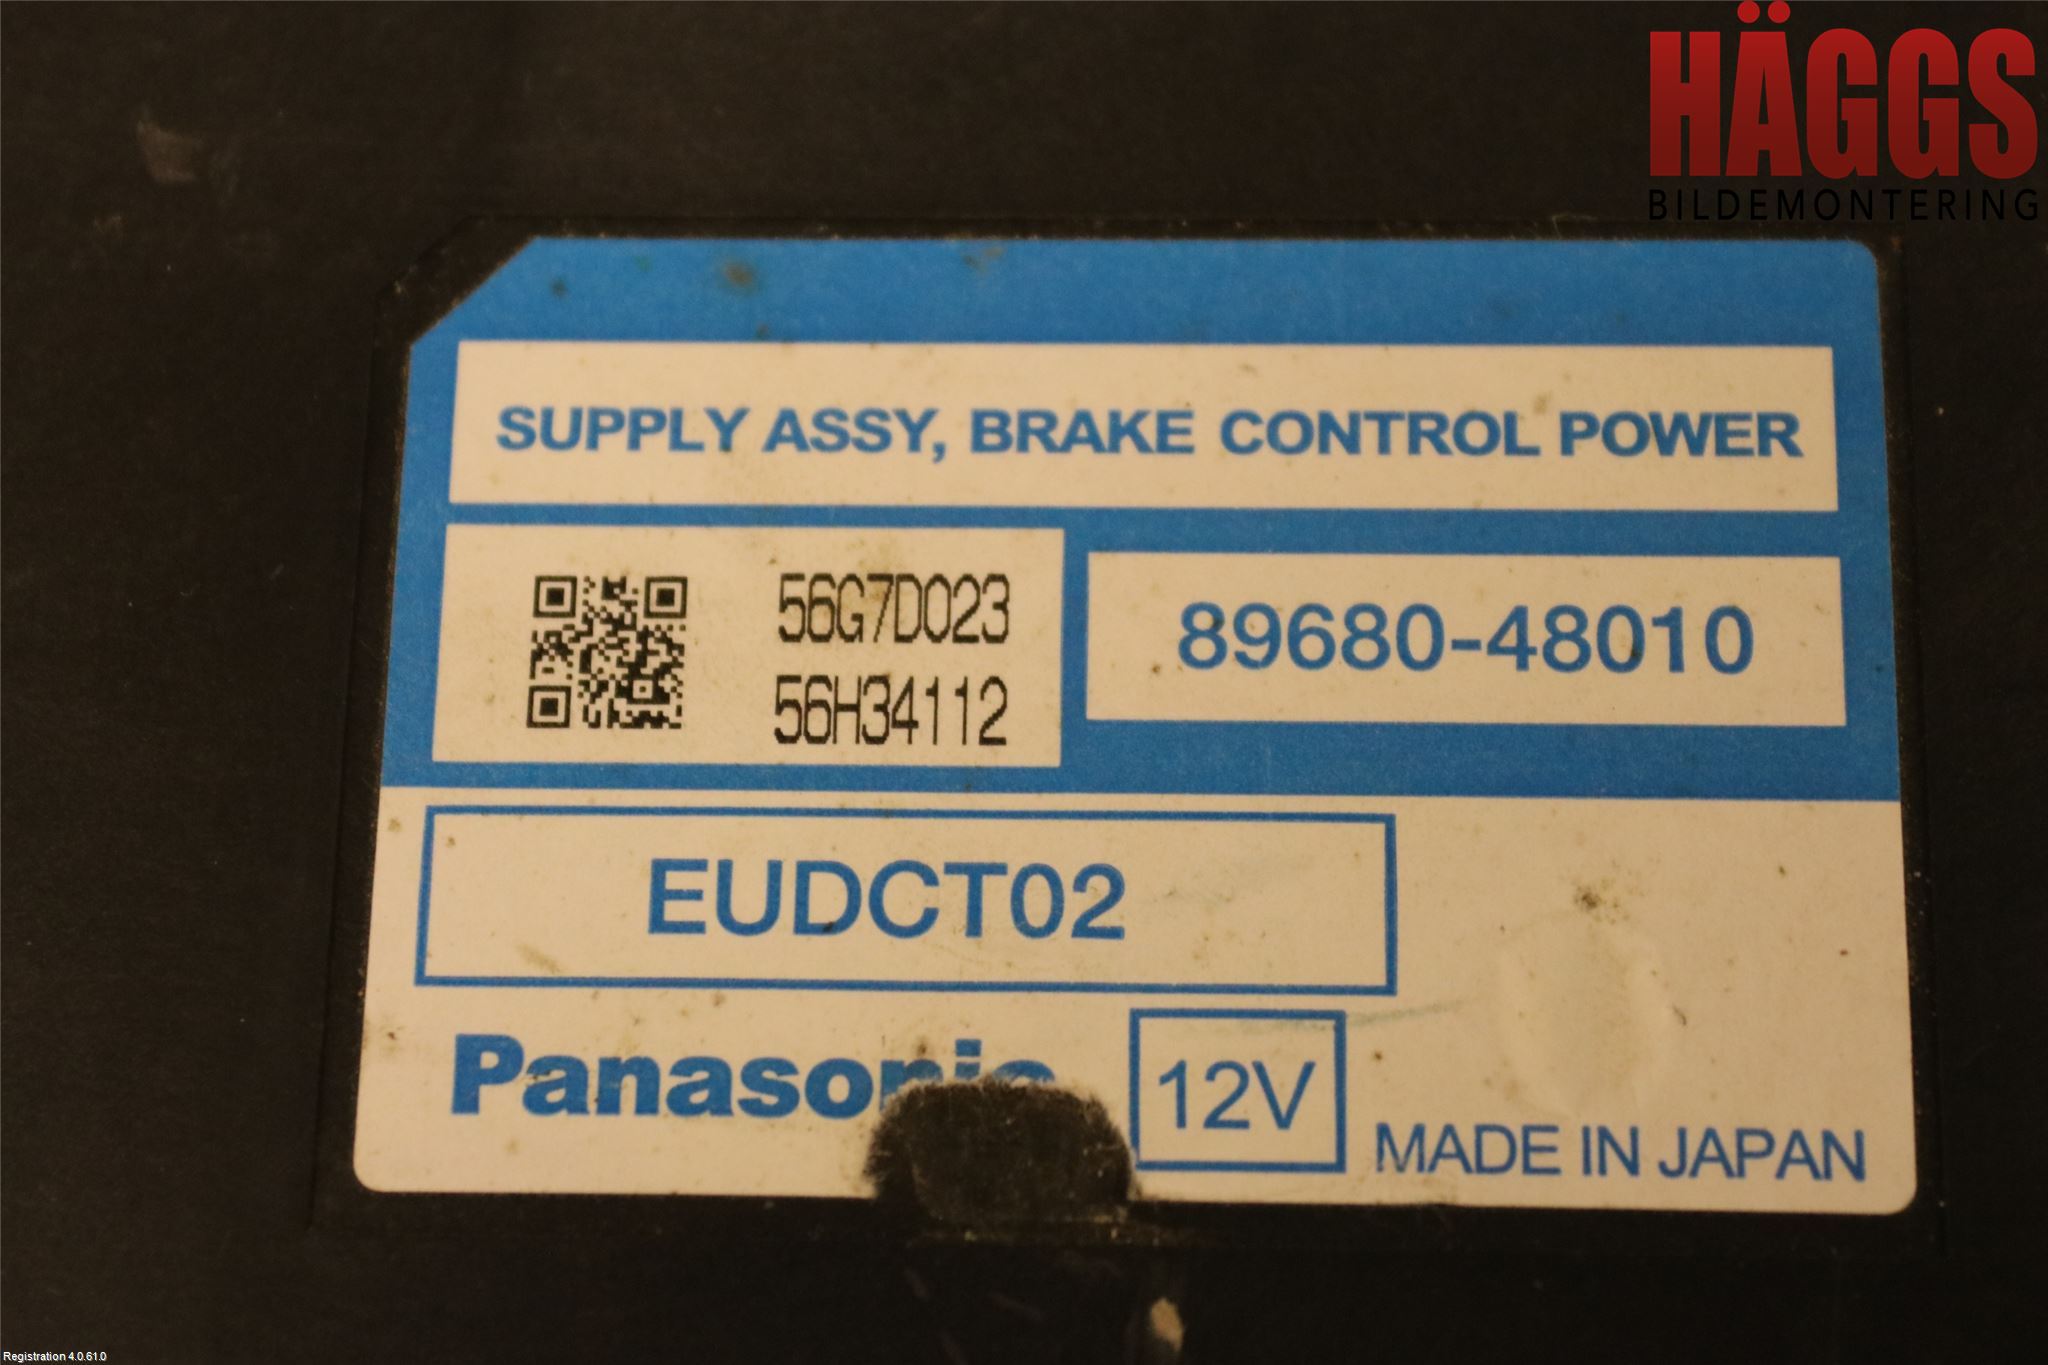 HÄGGS
BILDEMONTERING
SUPPLY ASSY, BRAKE CONTROL POWER
56G7D023
56H34112
89680-48010
EUDCT02
Panasonic
12V
MADE IN JAPAN
Registration 4.0.61.0